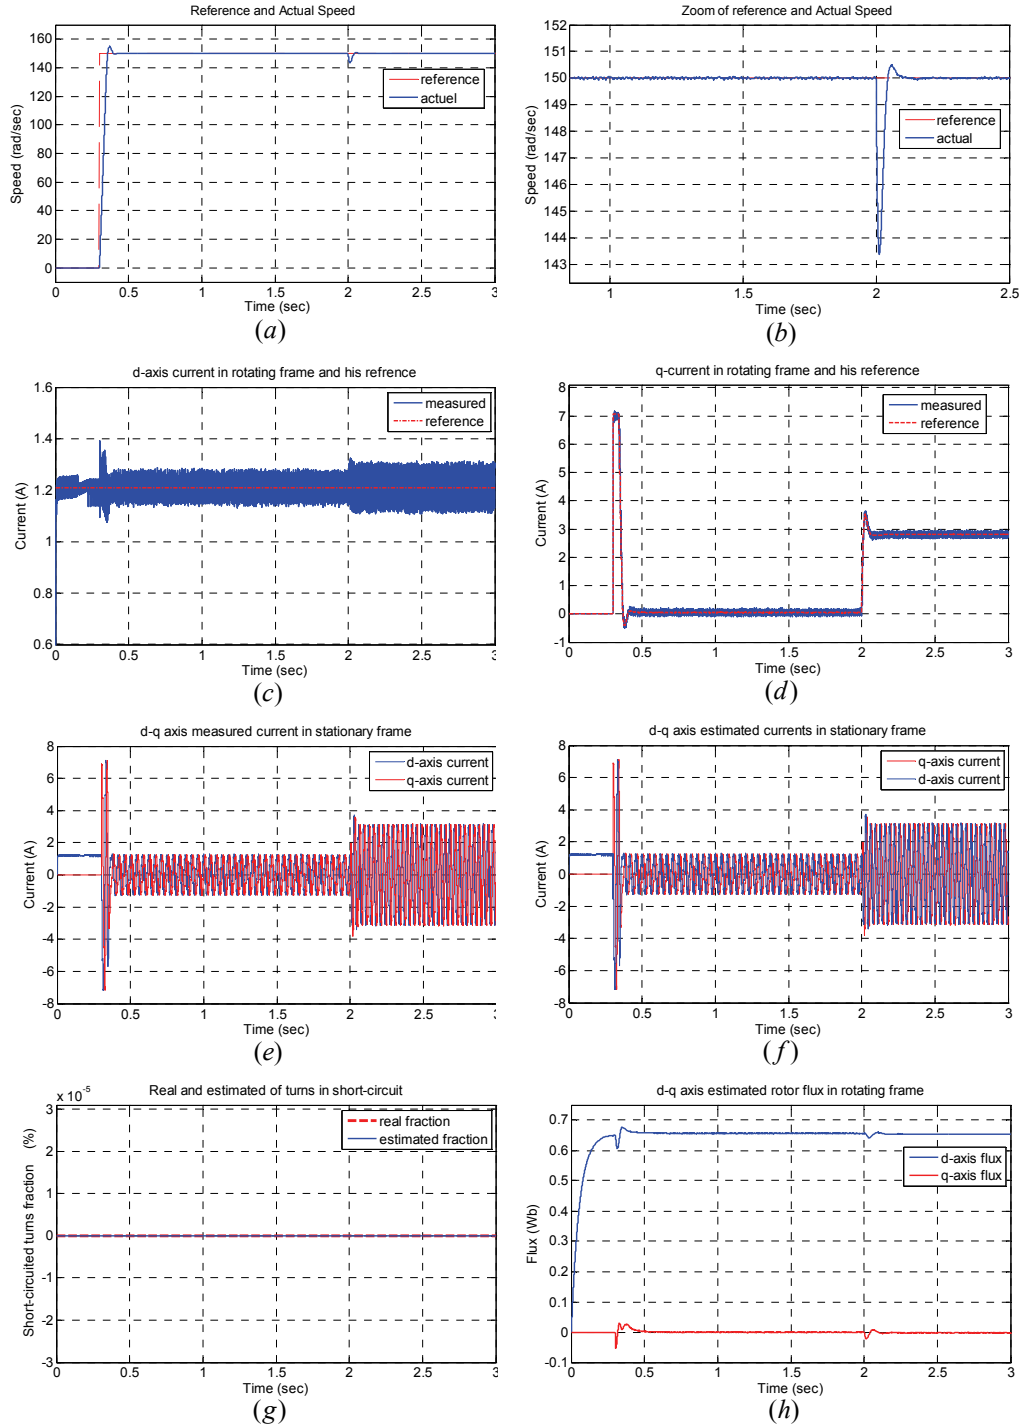 Reference and Actual Speed
160
140
120
100
80
60
40
20
0
Speed (rad/sec)
reference
actuel
0 0.5 1 1.5 2 2.5 3
Time (sec)
(a)
Zoom of reference and Actual Speed
152
151
150
149
148
147
146
145
144
143
Speed (rad/sec)
reference
actual
1 1.5 2 2.5
Time (sec)
(b)
d-axis current in rotating frame and his refrence
1.6
1.4
1.2
1
0.8
0.6
Current (A)
measured
reference
0 0.5 1 1.5 2 2.5 3
Time (sec)
(c)
q-current in rotating frame and his reference
8
7
6
5
4
3
2
1
0
-1
Current (A)
measured
reference
0 0.5 1 1.5 2 2.5 3
Time (sec)
(d)
d-q axis measured current in stationary frame
8
6
4
2
0
-2
-4
-6
-8
Current (A)
d-axis current
q-axis current
0 0.5 1 1.5 2 2.5 3
Time (sec)
(e)
d-q axis estimated currents in stationary frame
8
6
4
2
0
-2
-4
-6
-8
Current (A)
q-axis current
d-axis current
0 0.5 1 1.5 2 2.5 3
Time (sec)
(f)
Real and estimated of turns in short-circuit
x 10-5
3
2
1
0
-1
-2
-3
Short-circuited turns fraction (%)
real fraction
estimated fraction
0 0.5 1 1.5 2 2.5 3
Time (sec)
(g)
d-q axis estimated rotor flux in rotating frame
0.7
0.6
0.5
0.4
0.3
0.2
0.1
0
-0.1
Flux (Wb)
d-axis flux
q-axis flux
0 0.5 1 1.5 2 2.5 3
Time (sec)
(h)